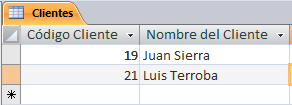 Clientes
Código Cliente Nombre del Cliente
19 Juan Sierra
21 Luis Terroba